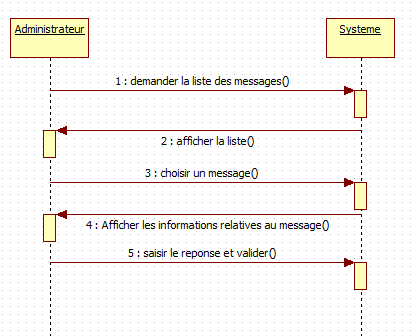 Administrateur
Systeme
1 : demander la liste des messages()
2 : afficher la liste()
3 : choisir un message()
4 : Afficher les informations relatives au message()
5 : saisir le reponse et valider()